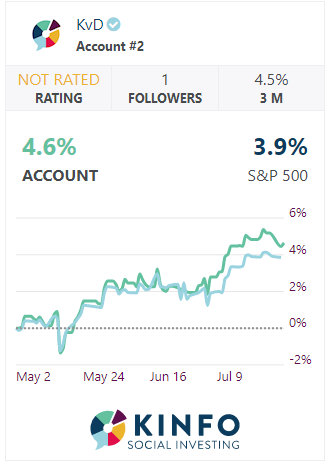 KvD
Account #2
NOT RATED
RATING
1
FOLLOWERS
4.5%
3 M
4.6%
ACCOUNT
3.9%
S&P 500
6%
4%
2%
0%
-2%
May 2 May 24 Jun 16 Jul 9
KINFO
SOCIAL INVESTING